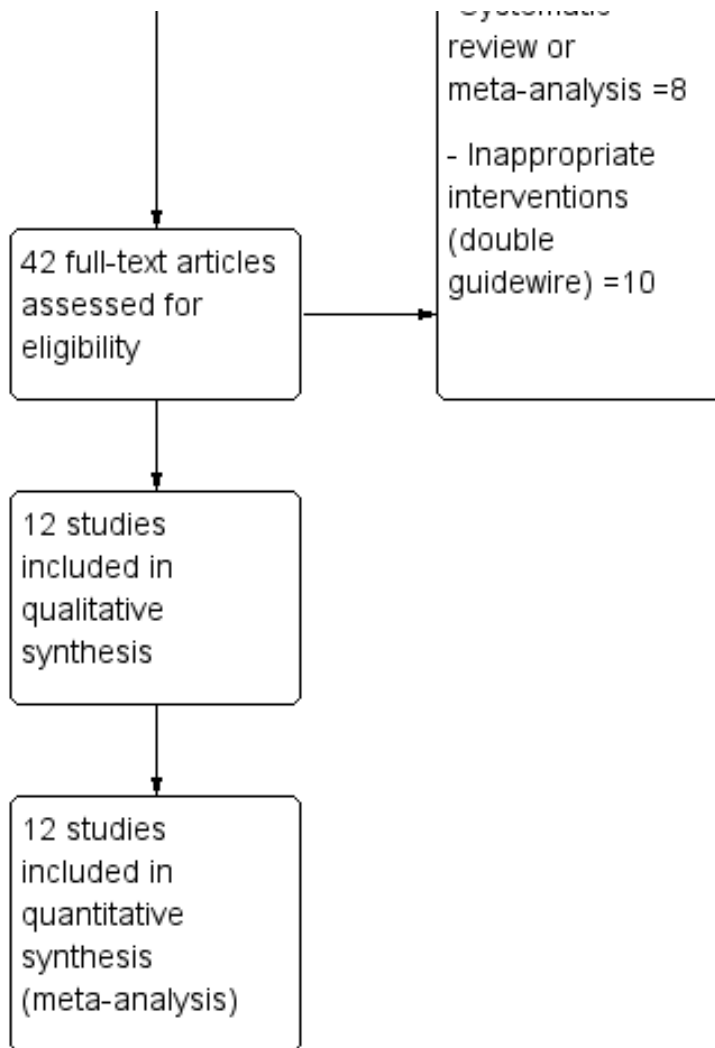 review or
meta-analysis =8
- Inappropriate
interventions
(double
guidewire) =10
42 full-text articles
assessed for
eligibility
12 studies
included in
qualitative
synthesis
12 studies
included in
quantitative
synthesis
(meta-analysis)